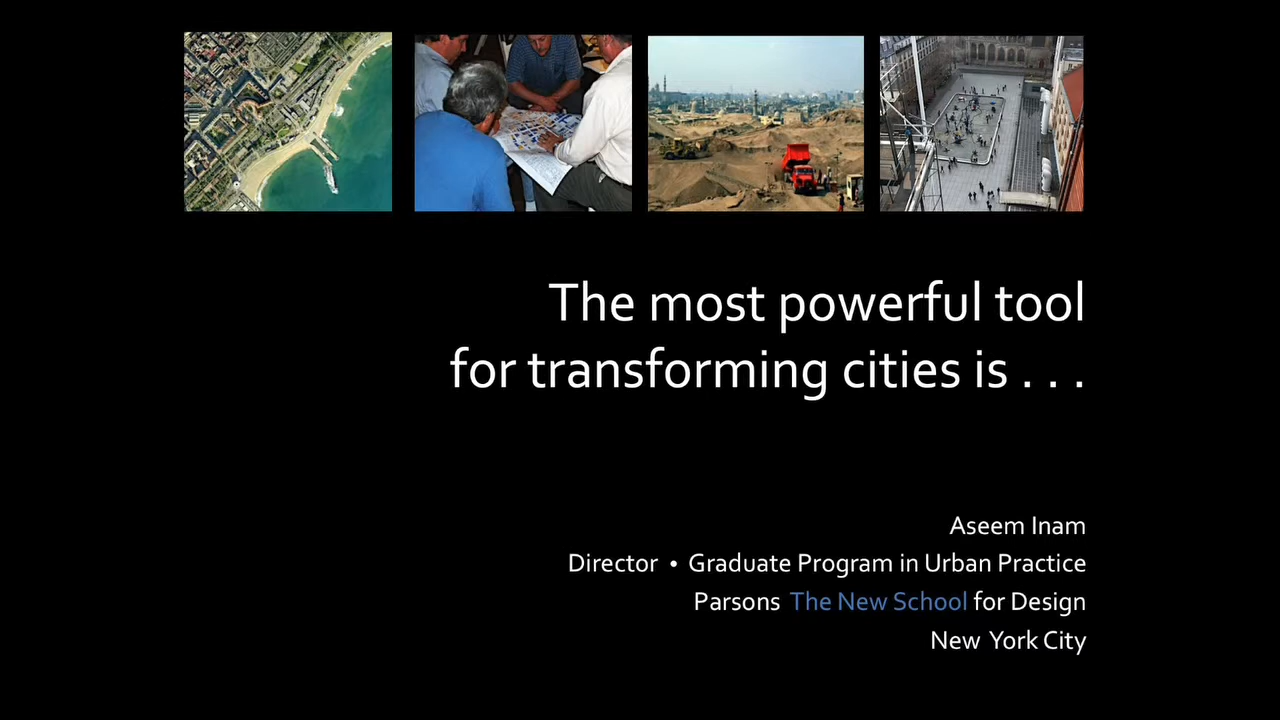 The most powerful tool
for transforming cities is . . .
Aseem Inam
Director • Graduate Program in Urban Practice
Parsons The New School for Design
New York City